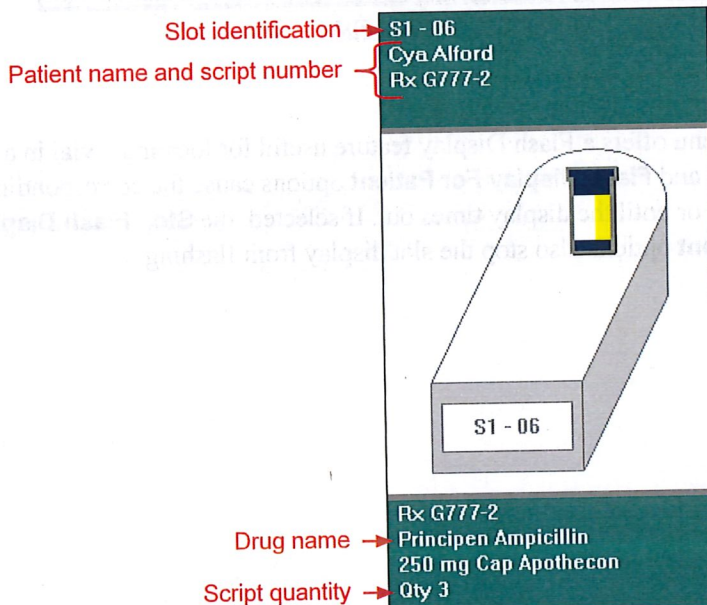 Slot identification
S1 - 06
Patient name and script number
Cya Alford
Rx G777-2
S1 - 06
Rx G777-2
Drug name
Principen Ampicillin
250 mg Cap Apothecon
Script quantity
Qty 3